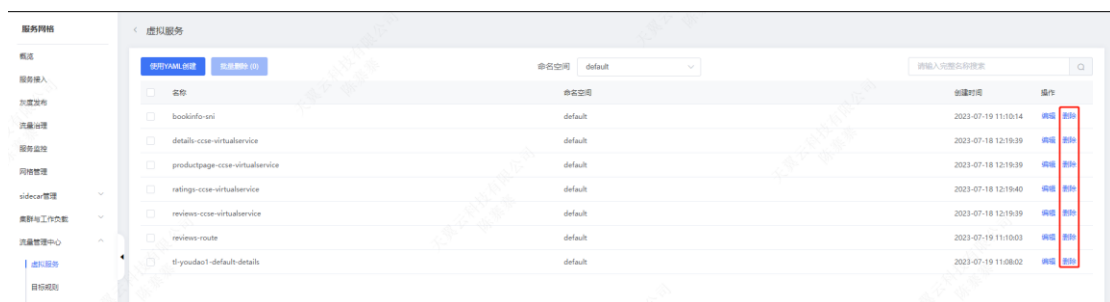 服务网格
概览
服务接入
灰度发布
流量治理
服务监控
网格管理
sidecar管理
集群与工作负载
流量管理中心
虚拟服务
目标规则
虚拟服务
使用YAML创建 批量删除 (0) 命名空间 default 请输入完整名称搜索
名称 命名空间 创建时间 操作
bookinfo-sni default 2023-07-19 11:10:14 编辑 删除
details-ccse-virtualservice default 2023-07-18 12:19:39 编辑 删除
productpage-ccse-virtualservice default 2023-07-18 12:19:39 编辑 删除
ratings-ccse-virtualservice default 2023-07-18 12:19:40 编辑 删除
reviews-ccse-virtualservice default 2023-07-18 12:19:39 编辑 删除
reviews-route default 2023-07-19 11:10:03 编辑 删除
tl-youdao1-default-details default 2023-07-19 11:08:02 编辑 删除